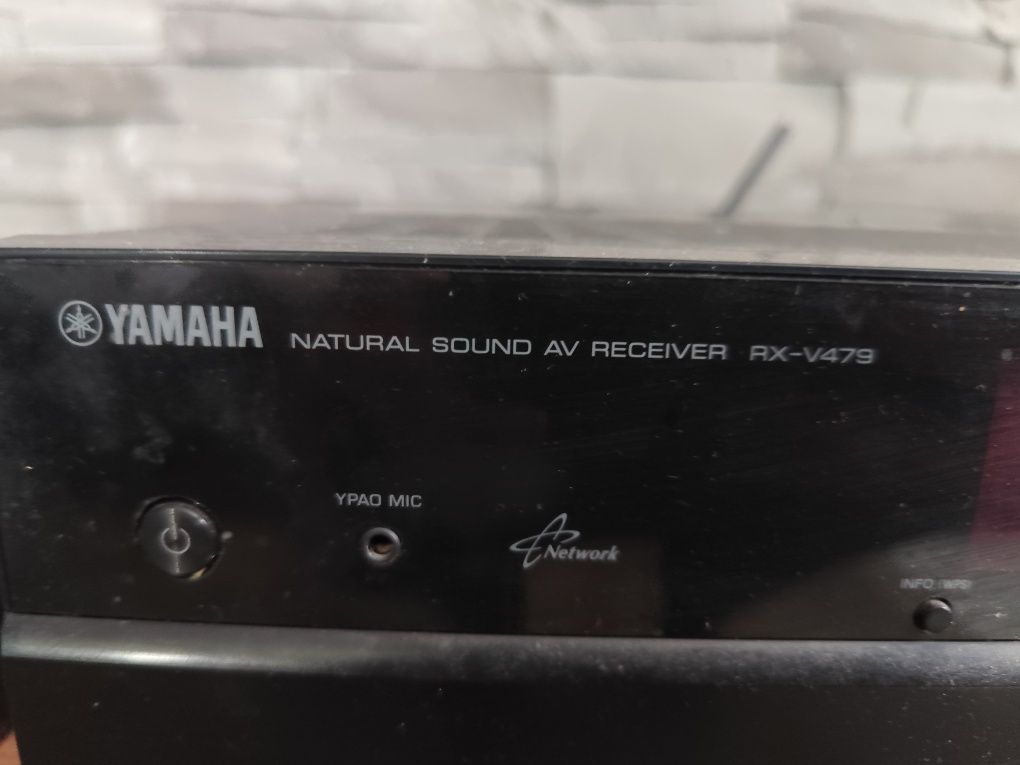 YAMAHA NATURAL SOUND AV RECEIVER RX-V479
YPAO MIC
Network
INFO (WPS)